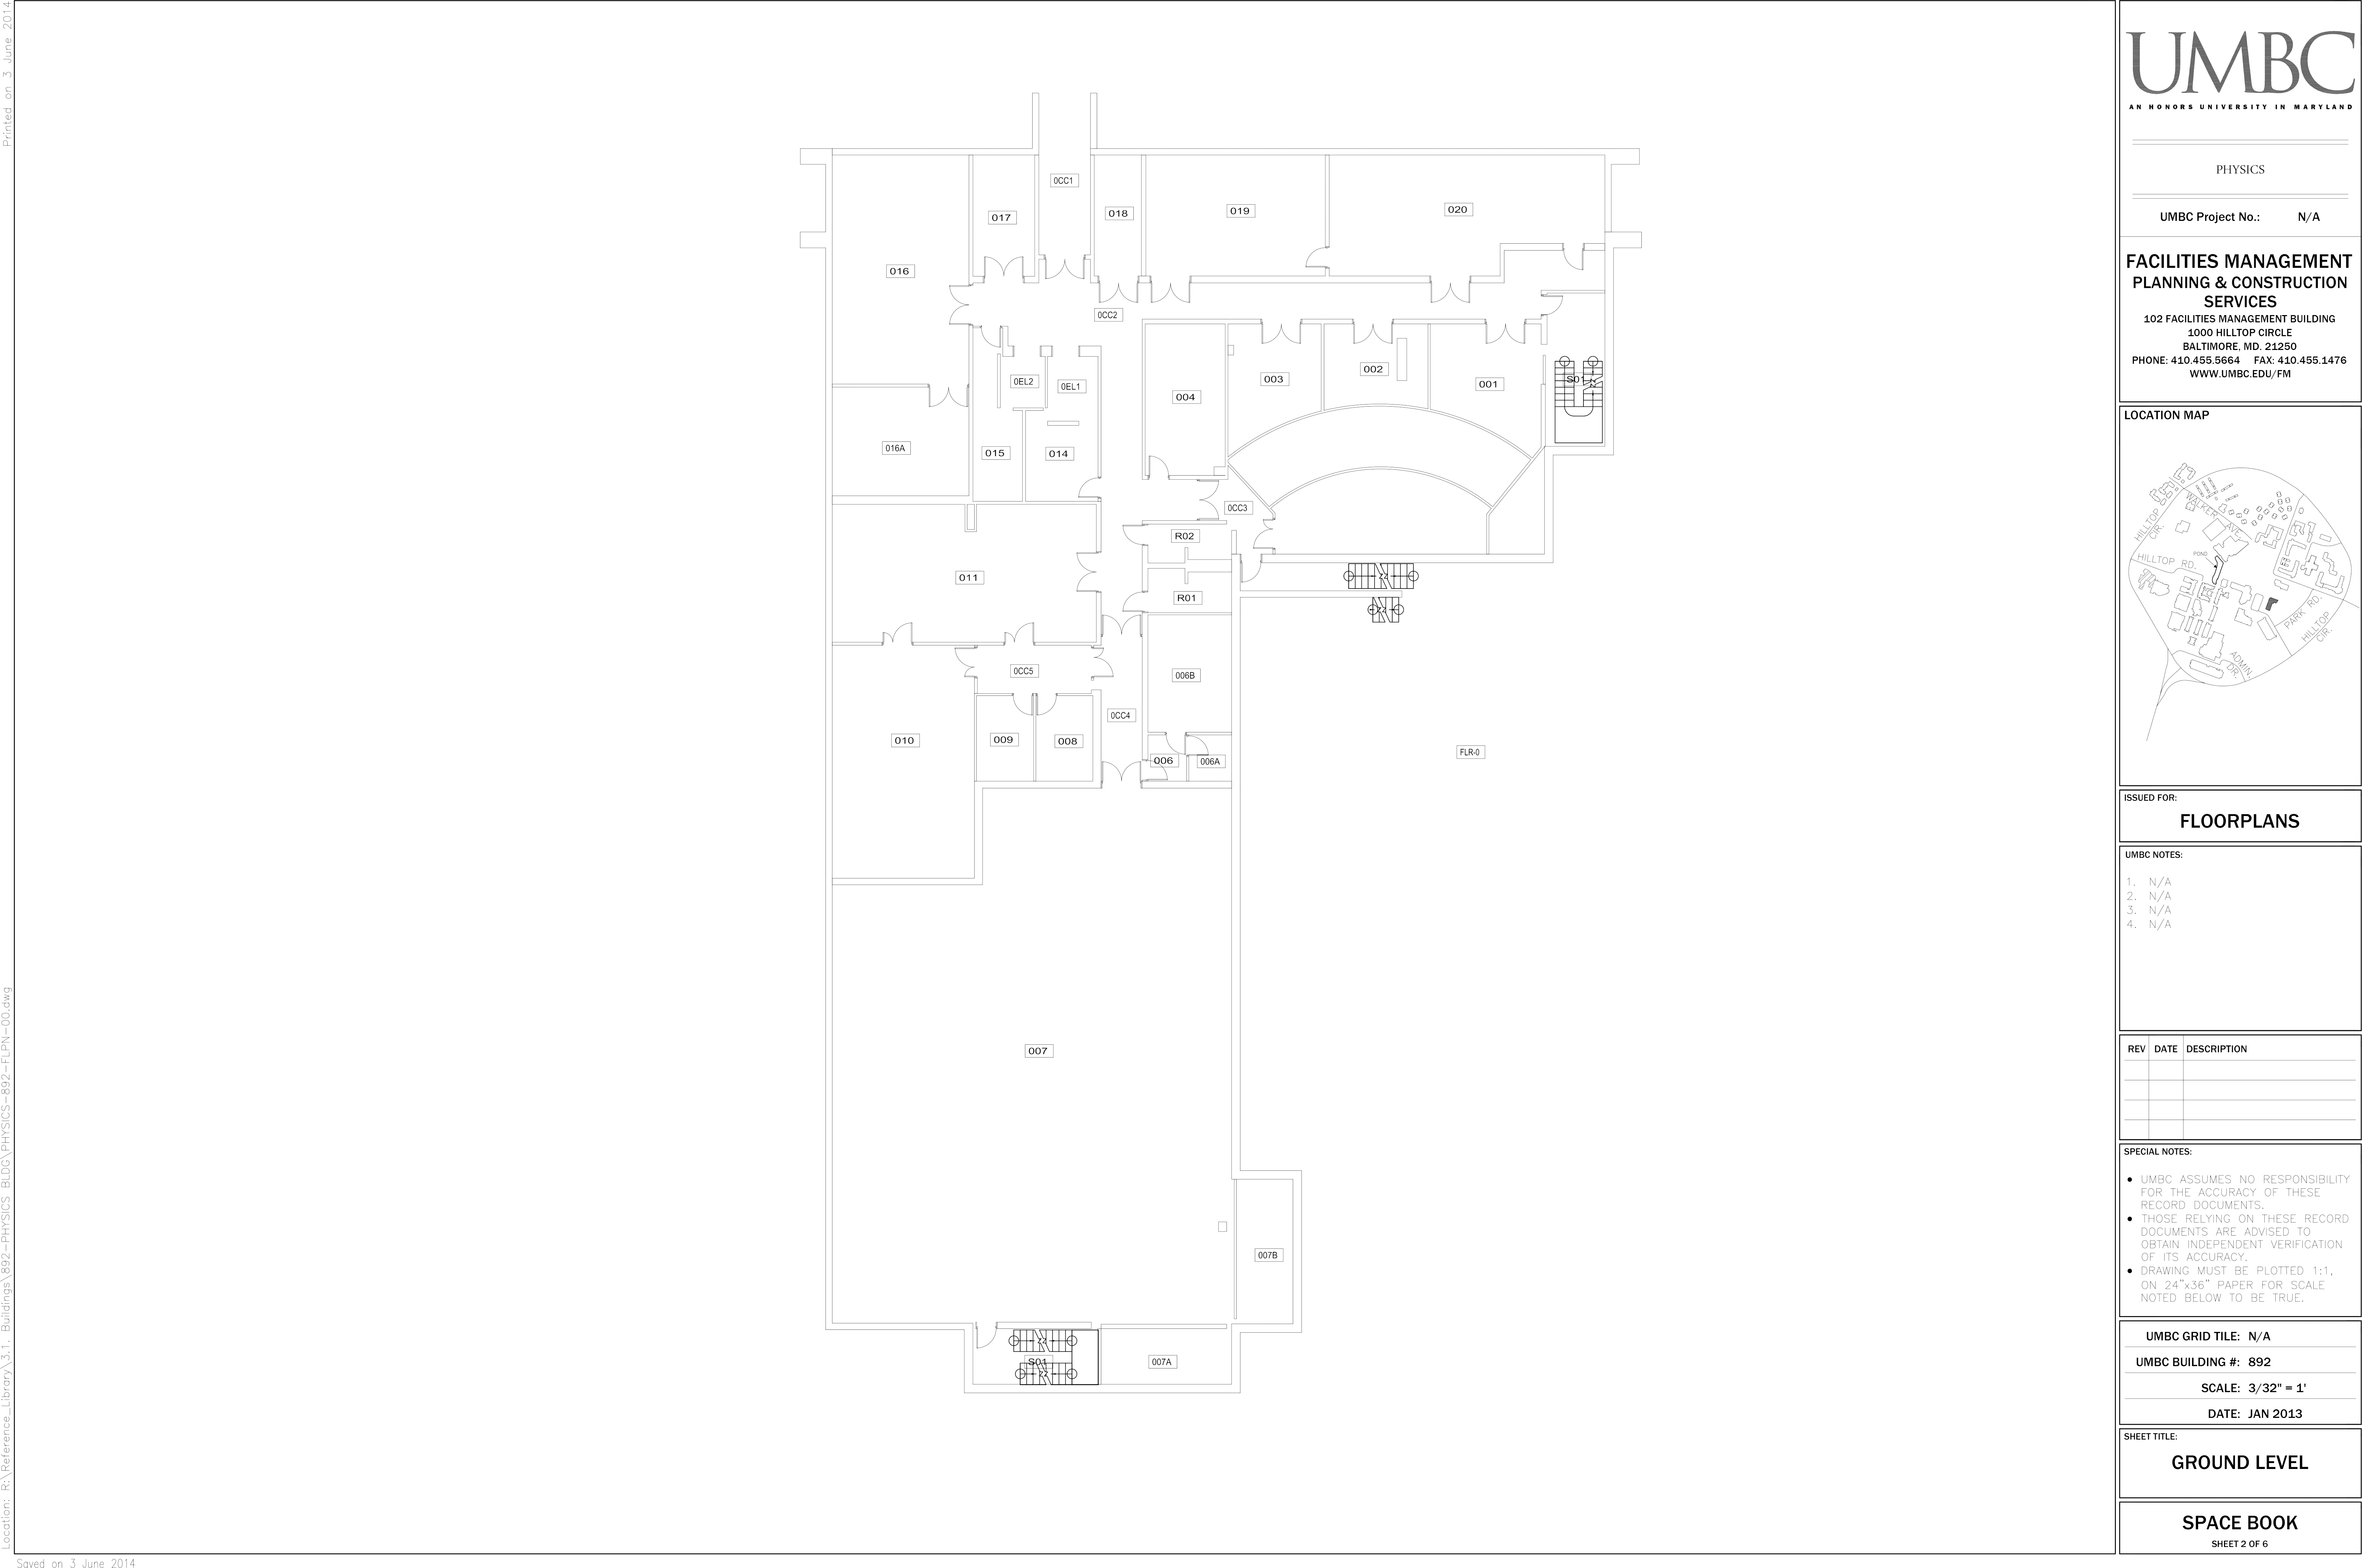 Printed on 3 June 2014
Location: R:\Reference_Library\3.1. Buildings\892-PHYSICS BLDG\PHYSICS-892-FLPN-00.dwg
Saved on 3 June 2014
0CC1
017
018
019
020
016
0CC2
0EL2
0EL1
003
002
001
S01
004
016A
015
014
0CC3
R02
011
R01
0CC5
006B
0CC4
010
009
008
006
006A
FLR-0
007
007B
S01
007A
UMBC
AN HONORS UNIVERSITY IN MARYLAND
PHYSICS
UMBC Project No.: N/A
FACILITIES MANAGEMENT
PLANNING & CONSTRUCTION
SERVICES
102 FACILITIES MANAGEMENT BUILDING
1000 HILLTOP CIRCLE
BALTIMORE, MD. 21250
PHONE: 410.455.5664 FAX: 410.455.1476
WWW.UMBC.EDU/FM
LOCATION MAP
HILLTOP
CIR.
WALKER AVE.
POND
HILLTOP RD.
PARK RD.
HILLTOP
CIR.
ADMIN.
DR.
ISSUED FOR:
FLOORPLANS
UMBC NOTES:
1. N/A
2. N/A
3. N/A
4. N/A
REV DATE DESCRIPTION
SPECIAL NOTES:
● UMBC ASSUMES NO RESPONSIBILITY
FOR THE ACCURACY OF THESE
RECORD DOCUMENTS.
● THOSE RELYING ON THESE RECORD
DOCUMENTS ARE ADVISED TO
OBTAIN INDEPENDENT VERIFICATION
OF ITS ACCURACY.
● DRAWING MUST BE PLOTTED 1:1,
ON 24"x36" PAPER FOR SCALE
NOTED BELOW TO BE TRUE.
UMBC GRID TILE: N/A
UMBC BUILDING #: 892
SCALE: 3/32" = 1'
DATE: JAN 2013
SHEET TITLE:
GROUND LEVEL
SPACE BOOK
SHEET 2 OF 6